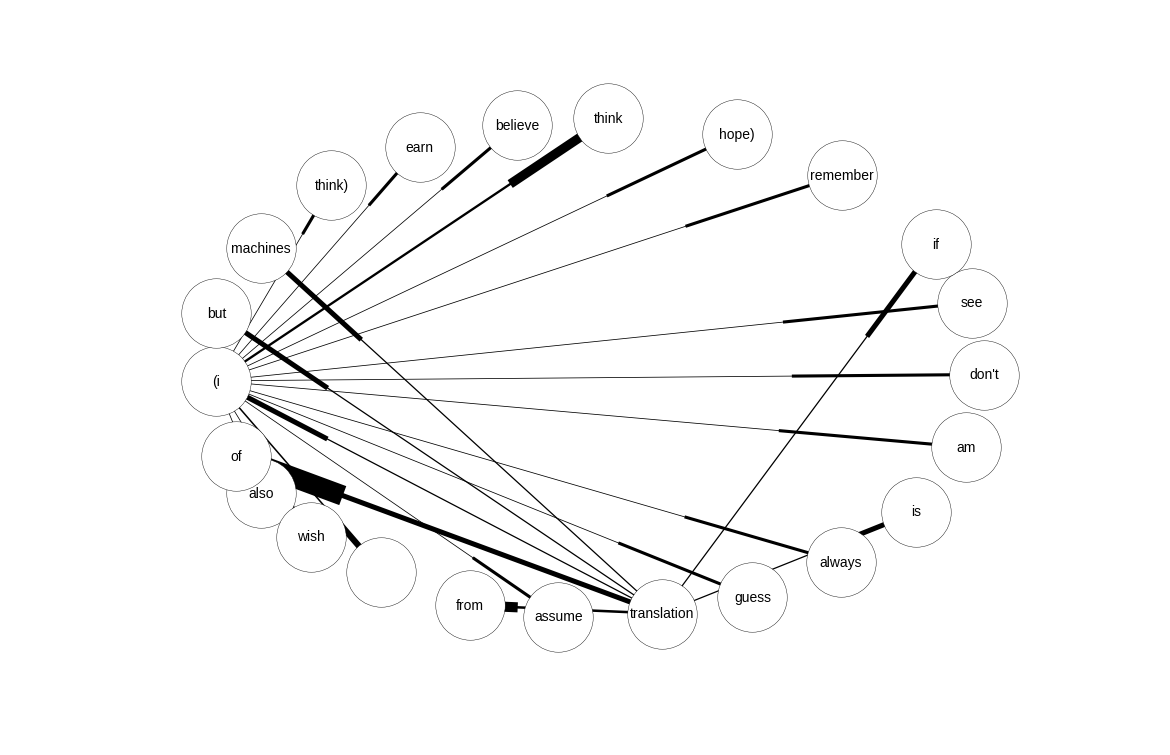 think
believe
hope)
earn
remember
think)
if
machines
see
but
don't
(i
am
of
also
is
wish
always
guess
from
translation
assume